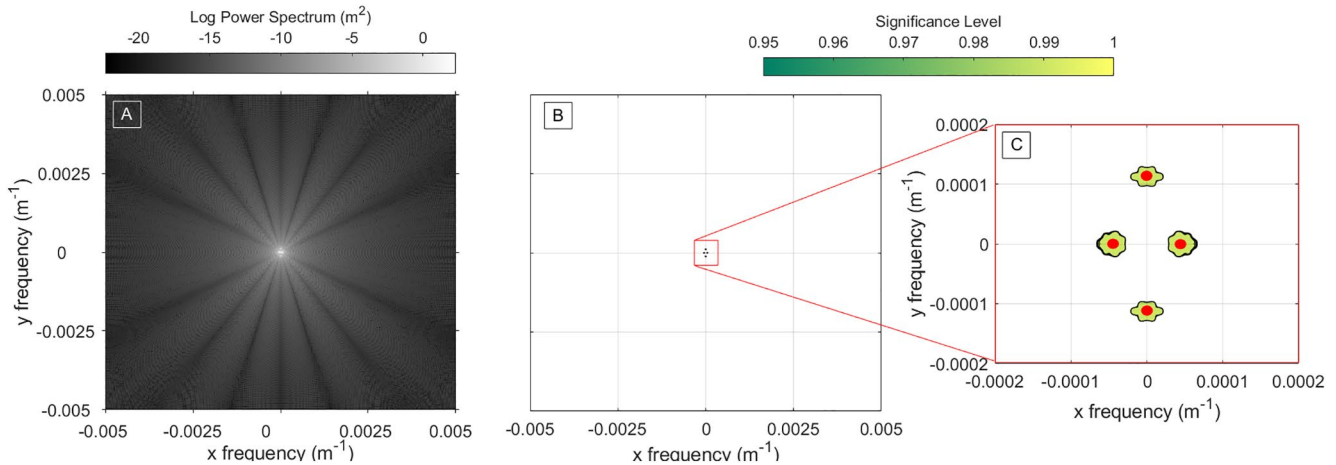 Log Power Spectrum (m²)
-20 -15 -10 -5 0
Significance Level
0.95 0.96 0.97 0.98 0.99 1
A
0.005
0.0025
0
-0.0025
-0.005
y frequency (m⁻¹)
-0.005 -0.0025 0 0.0025 0.005
x frequency (m⁻¹)
B
-0.005 -0.0025 0 0.0025 0.005
x frequency (m⁻¹)
C
0.0002
0.0001
0
-0.0001
-0.0002
y frequency (m⁻¹)
-0.0002 -0.0001 0 0.0001 0.0002
x frequency (m⁻¹)